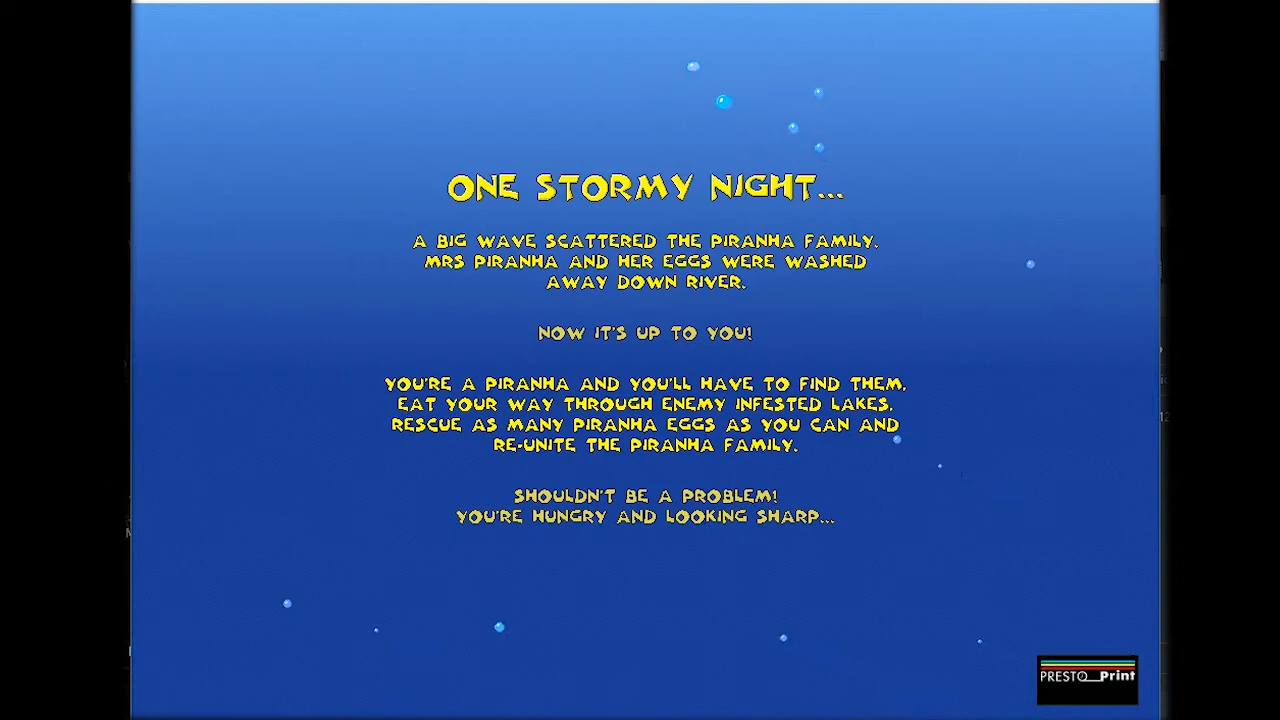 ONE STORMY NIGHT...
A BIG WAVE SCATTERED THE PIRANHA FAMILY.
MRS PIRANHA AND HER EGGS WERE WASHED
AWAY DOWN RIVER.
NOW IT'S UP TO YOU!
YOU'RE A PIRANHA AND YOU'LL HAVE TO FIND THEM.
EAT YOUR WAY THROUGH ENEMY INFESTED LAKES.
RESCUE AS MANY PIRANHA EGGS AS YOU CAN AND
RE-UNITE THE PIRANHA FAMILY.
SHOULDN'T BE A PROBLEM!
YOU'RE HUNGRY AND LOOKING SHARP...
PRESTO Print